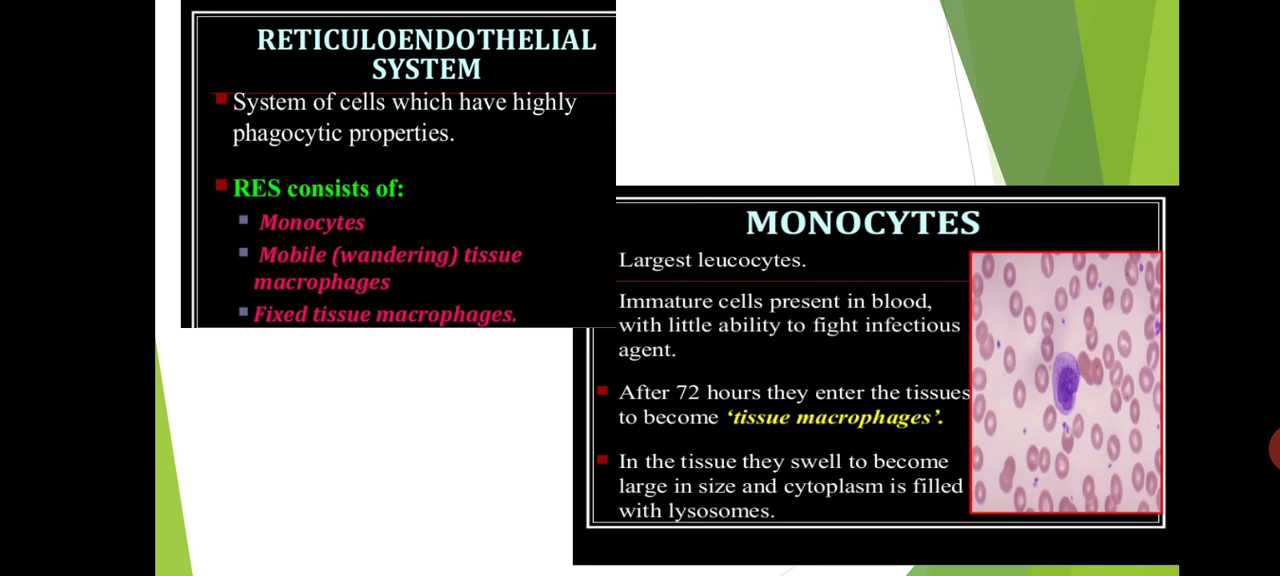 RETICULOENDOTHELIAL
SYSTEM
System of cells which have highly
phagocytic properties.
RES consists of:
Monocytes
Mobile (wandering) tissue
macrophages
Fixed tissue macrophages.
MONOCYTES
Largest leucocytes.
Immature cells present in blood,
with little ability to fight infectious
agent.
After 72 hours they enter the tissues
to become ‘tissue macrophages’.
In the tissue they swell to become
large in size and cytoplasm is filled
with lysosomes.